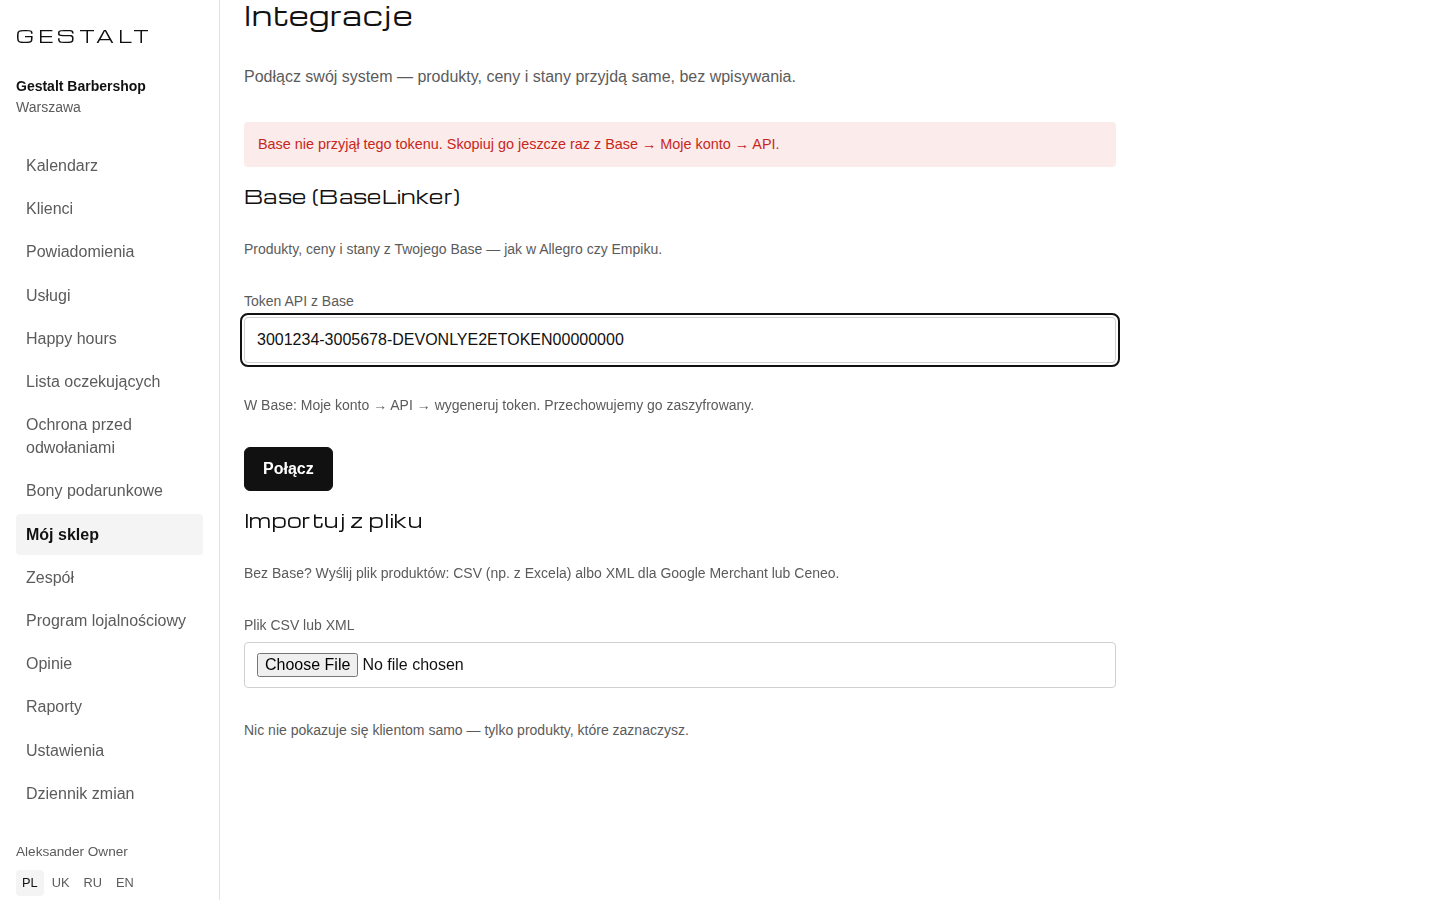 GESTALT
Gestalt Barbershop
Warszawa
Kalendarz
Klienci
Powiadomienia
Usługi
Happy hours
Lista oczekujących
Ochrona przed
odwołaniami
Bony podarunkowe
Mój sklep
Zespół
Program lojalnościowy
Opinie
Raporty
Ustawienia
Dziennik zmian
Aleksander Owner
PL UK RU EN
Integracje
Podłącz swój system — produkty, ceny i stany przyjdą same, bez wpisywania.
Base nie przyjął tego tokenu. Skopiuj go jeszcze raz z Base → Moje konto → API.
Base (BaseLinker)
Produkty, ceny i stany z Twojego Base — jak w Allegro czy Empiku.
Token API z Base
3001234-3005678-DEVONLYE2ETOKEN00000000
W Base: Moje konto → API → wygeneruj token. Przechowujemy go zaszyfrowany.
Połącz
Importuj z pliku
Bez Base? Wyślij plik produktów: CSV (np. z Excela) albo XML dla Google Merchant lub Ceneo.
Plik CSV lub XML
Choose File No file chosen
Nic nie pokazuje się klientom samo — tylko produkty, które zaznaczysz.